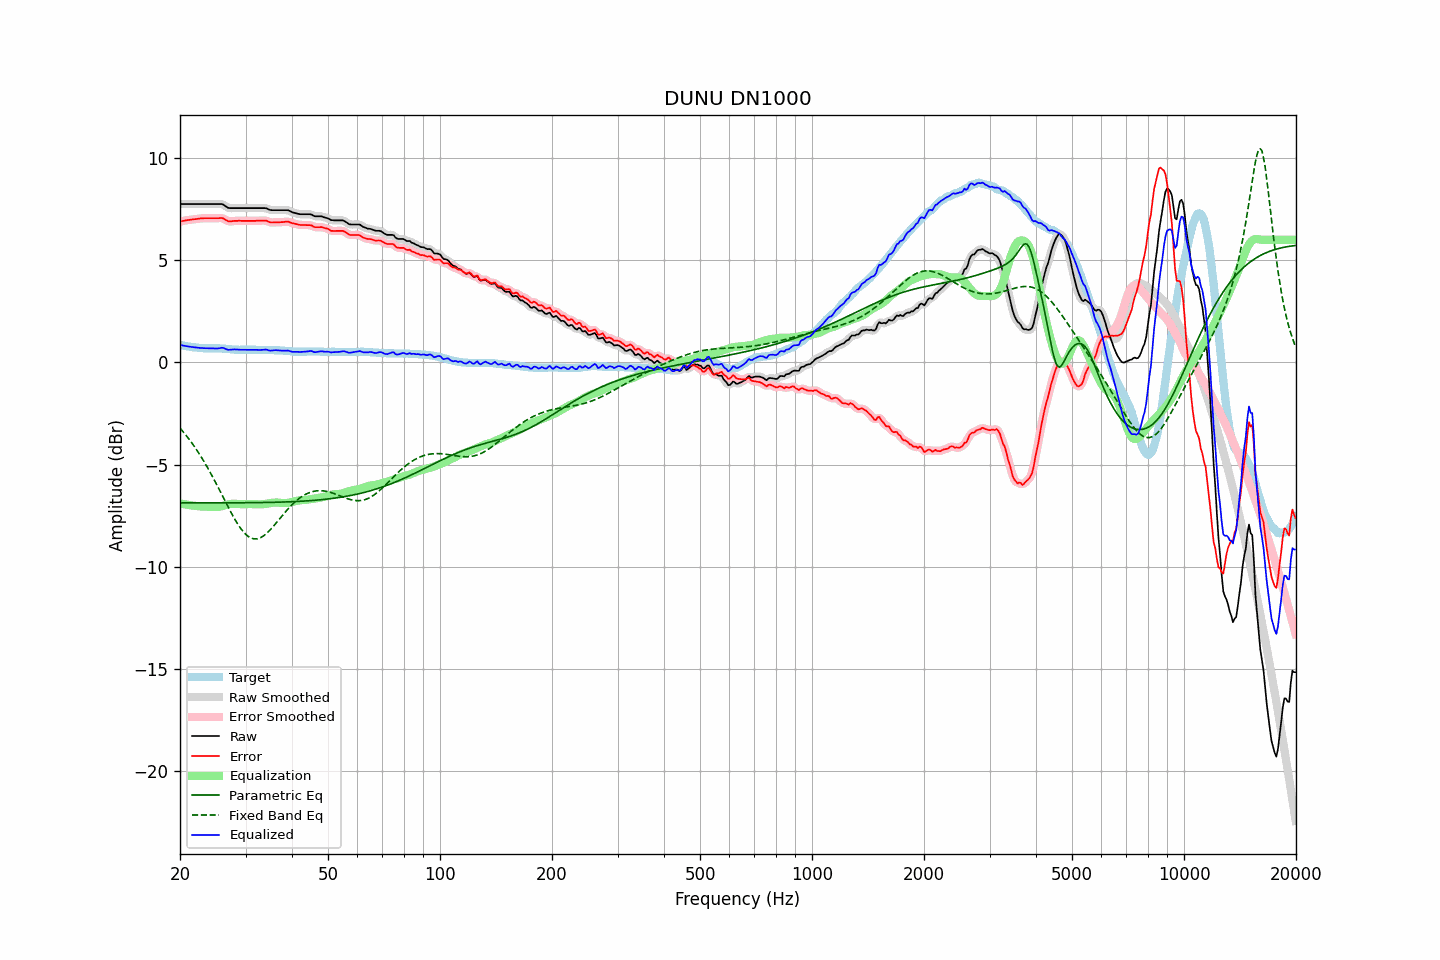 DUNU DN1000
10
5
0
−5
−10
−15
−20
Amplitude (dBr)
Target
Raw Smoothed
Error Smoothed
Raw
Error
Equalization
Parametric Eq
Fixed Band Eq
Equalized
20 50 100 200 500 1000 2000 5000 10000 20000
Frequency (Hz)